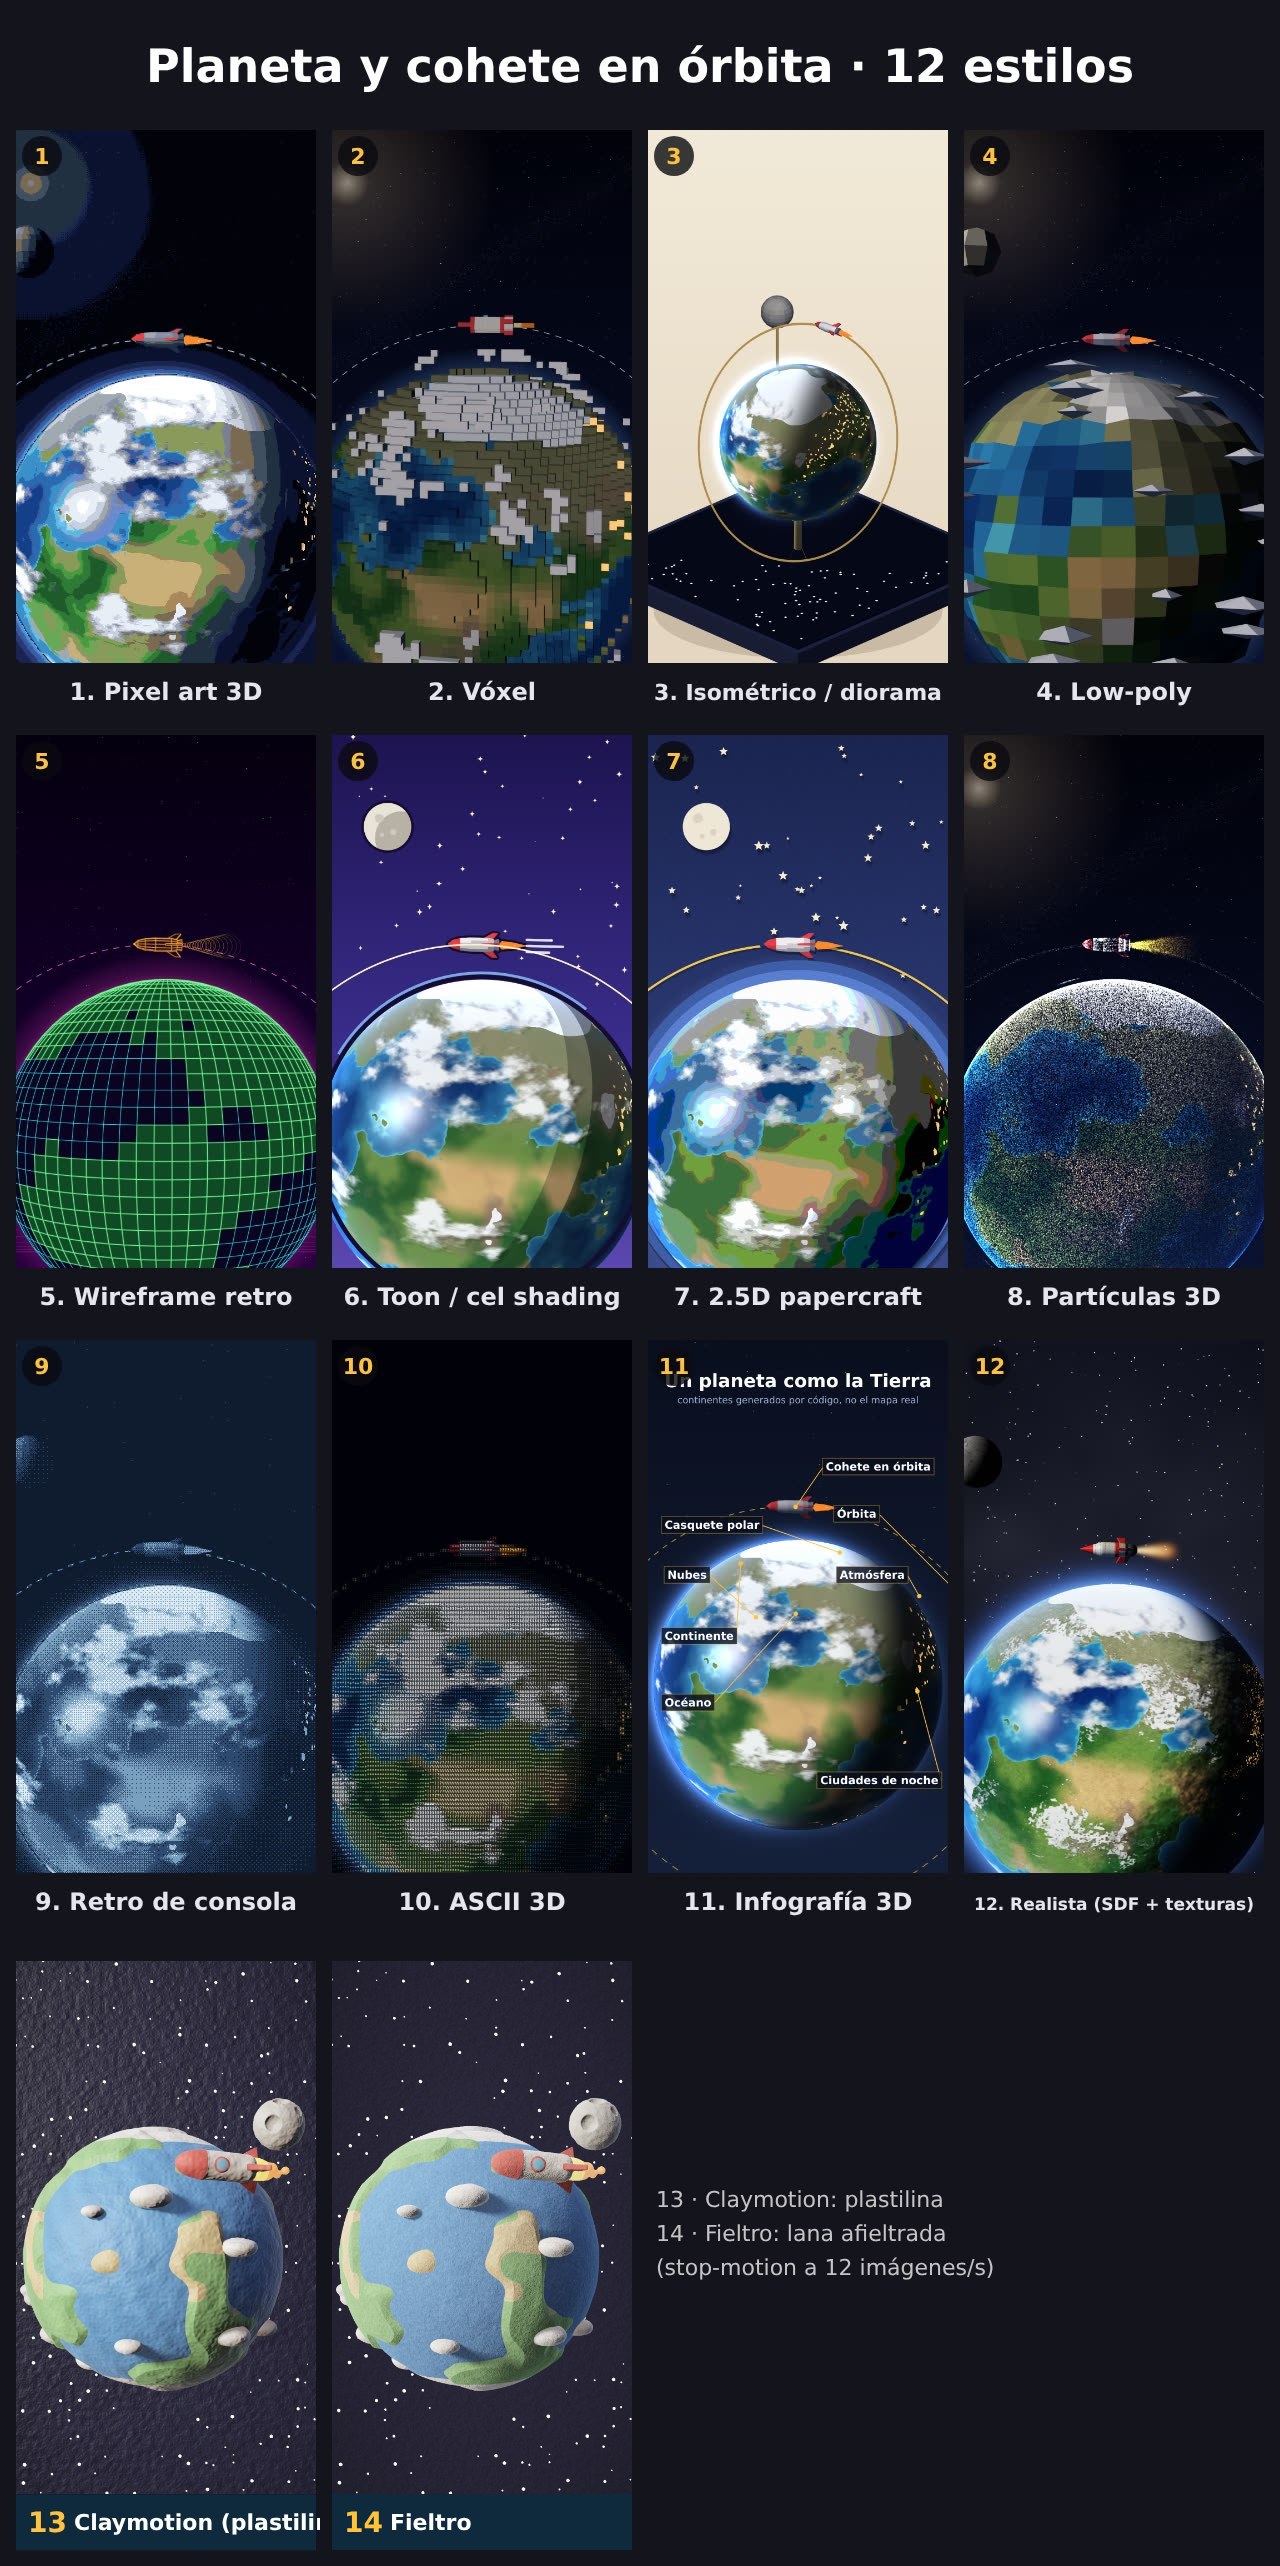 Planeta y cohete en órbita · 12 estilos
1
2
3
4
1. Pixel art 3D
2. Vóxel
3. Isométrico / diorama
4. Low-poly
5
6
7
8
5. Wireframe retro
6. Toon / cel shading
7. 2.5D papercraft
8. Partículas 3D
9
10
11
12
Un planeta como la Tierra
continentes generados por código, no el mapa real
Cohete en órbita
Órbita
Casquete polar
Nubes
Atmósfera
Continente
Océano
Ciudades de noche
9. Retro de consola
10. ASCII 3D
11. Infografía 3D
12. Realista (SDF + texturas)
13 · Claymotion: plastilina
14 · Fieltro: lana afieltrada
(stop-motion a 12 imágenes/s)
13 Claymotion (plastilin
14 Fieltro